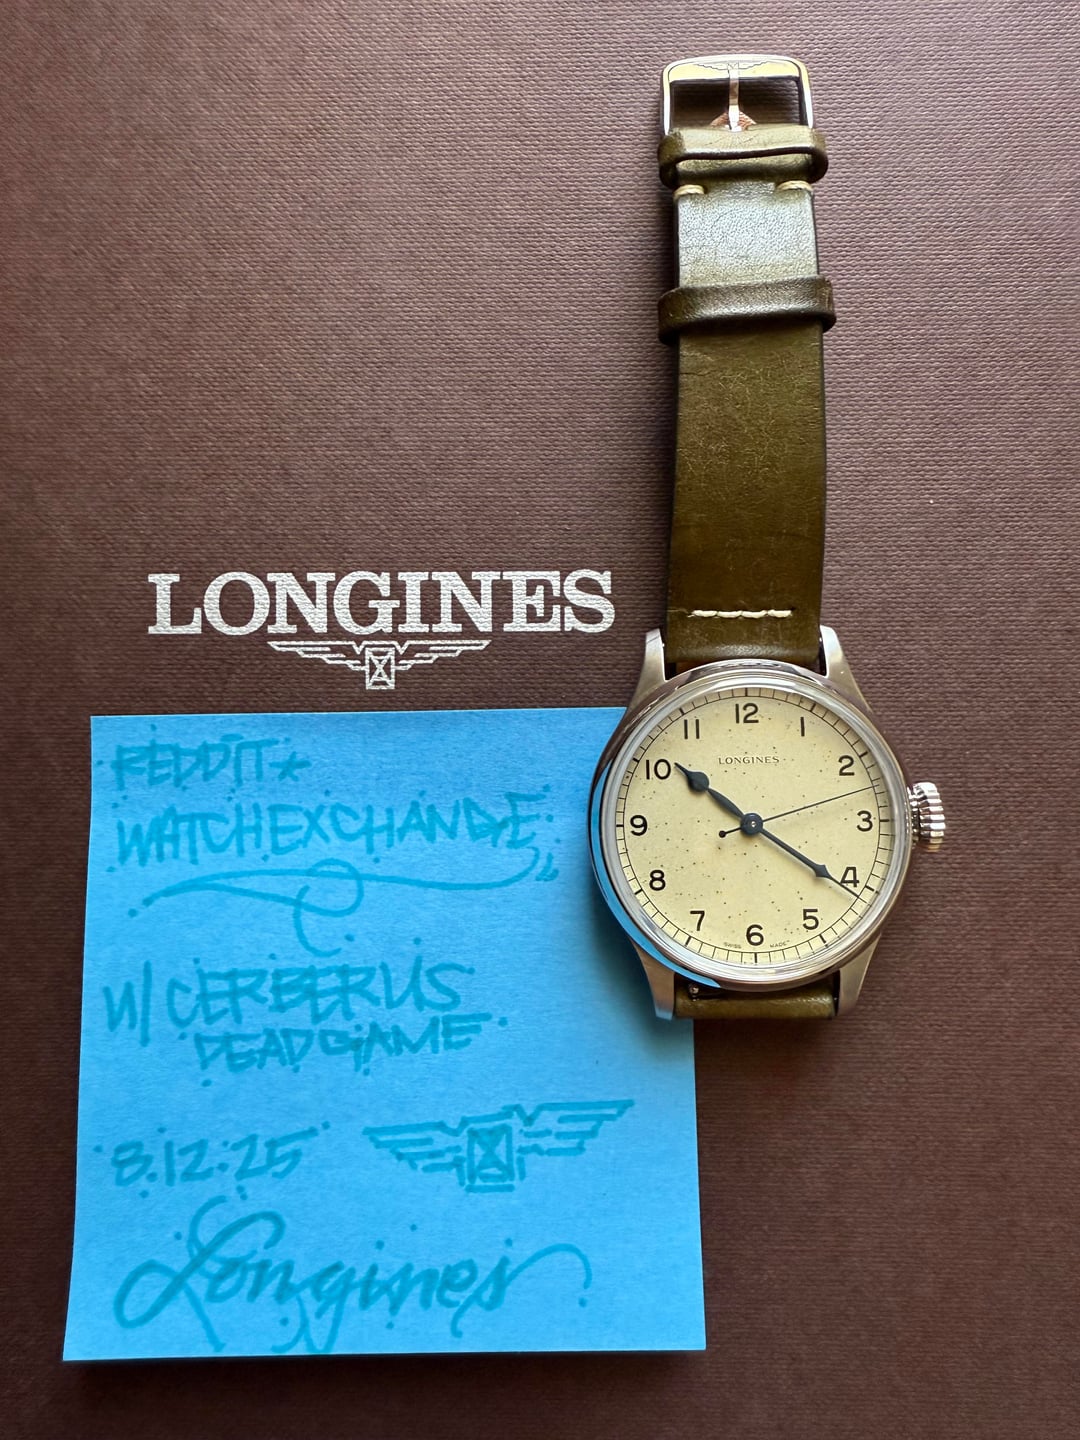 LONGINES
REDDIT*
WATCHEXCHANGE
W/ CERBERUS
DEADGAME
8.12.25
Longines
12
1
2
3
4
5
6
7
8
9
10
11
LONGINES
SWISS MADE